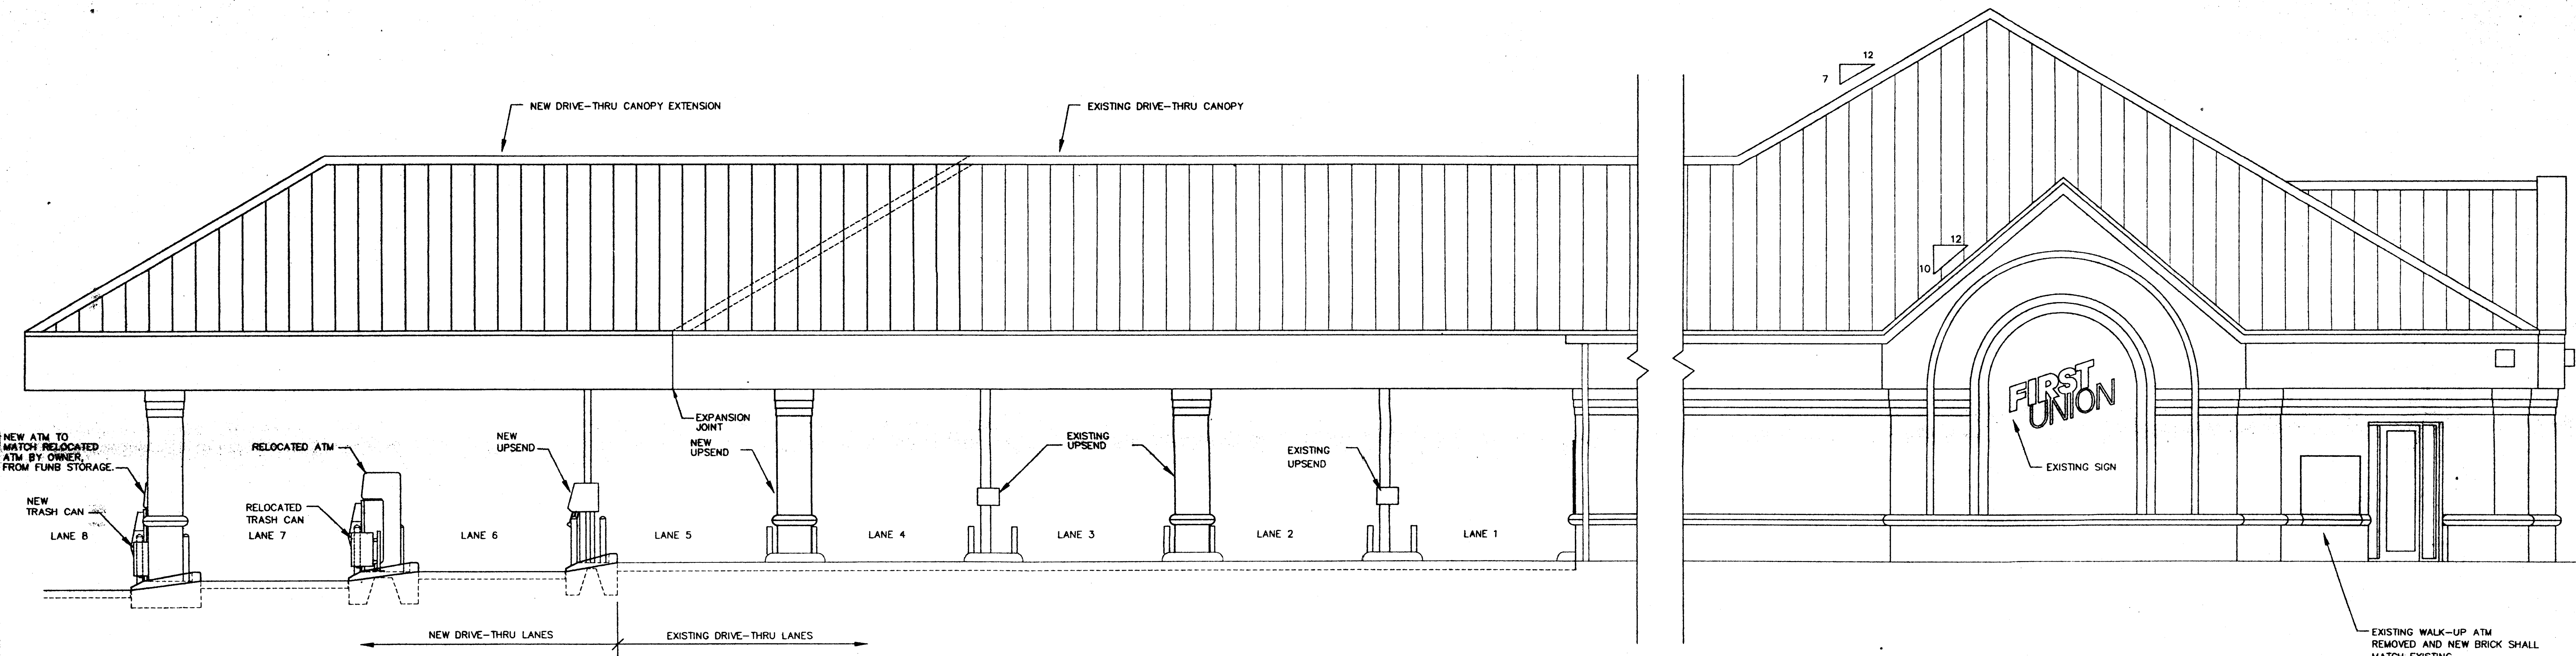 12
7
NEW DRIVE-THRU CANOPY EXTENSION
EXISTING DRIVE-THRU CANOPY
12
10
FIRST
UNION
EXPANSION
JOINT
NEW ATM TO
MATCH RELOCATED
ATM BY OWNER,
FROM FUNB STORAGE.
RELOCATED ATM
NEW
UPSEND
NEW
UPSEND
EXISTING
UPSEND
EXISTING
UPSEND
EXISTING SIGN
NEW
TRASH CAN
RELOCATED
TRASH CAN
LANE 8
LANE 7
LANE 6
LANE 5
LANE 4
LANE 3
LANE 2
LANE 1
NEW DRIVE-THRU LANES
EXISTING DRIVE-THRU LANES
EXISTING WALK-UP ATM
REMOVED AND NEW BRICK SHALL
MATCH EXISTING